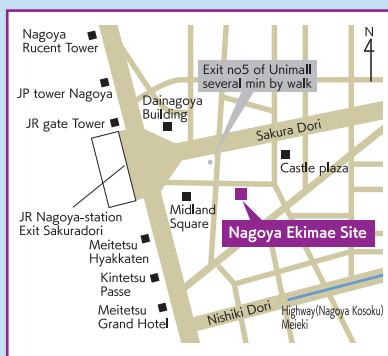 Nagoya
Rucent Tower
N
Exit no5 of Unimall
several min by walk
JP tower Nagoya
Dainagoya
Building
JR gate Tower
Sakura Dori
Castle plaza
JR Nagoya-station
Exit Sakuradori
Midland
Square
Nagoya Ekimae Site
Meitetsu
Hyakkaten
Kintetsu
Passe
Meitetsu
Grand Hotel
Nishiki Dori
Highway(Nagoya Kosoku)
Meieki